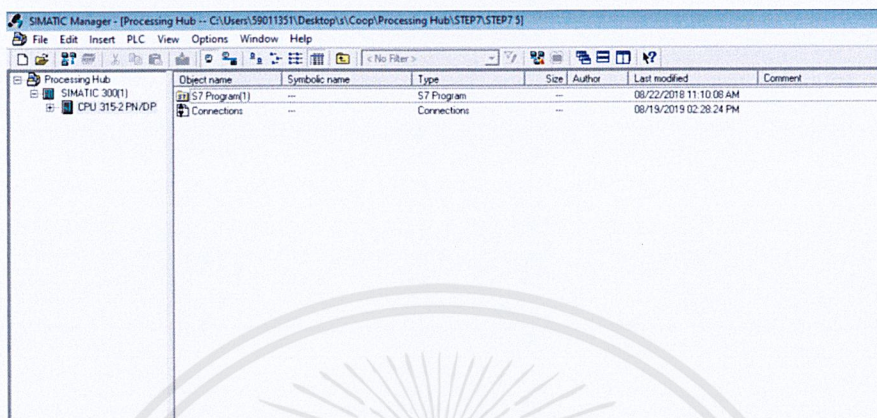 SIMATIC Manager - [Processing Hub -- C:\Users\59011351\Desktop\s\Coop\Processing Hub\STEP7\STEP7 5]
File Edit Insert PLC View Options Window Help
< No Filter >
Processing Hub
SIMATIC 300(1)
CPU 315-2 PN/DP
Object name Symbolic name Type Size Author Last modified Comment
S7 Program(1) --- S7 Program --- 08/22/2018 11:10:08 AM
Connections --- Connections --- 08/19/2019 02:28:24 PM